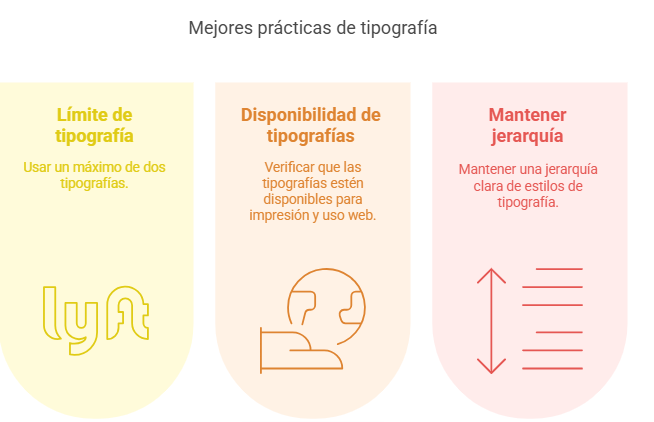 Mejores prácticas de tipografía
Límite de
tipografía
Usar un máximo de dos
tipografías.
lyft
Disponibilidad de
tipografías
Verificar que las
tipografías estén
disponibles para
impresión y uso web.
Mantener
jerarquía
Mantener una jerarquía
clara de estilos de
tipografía.